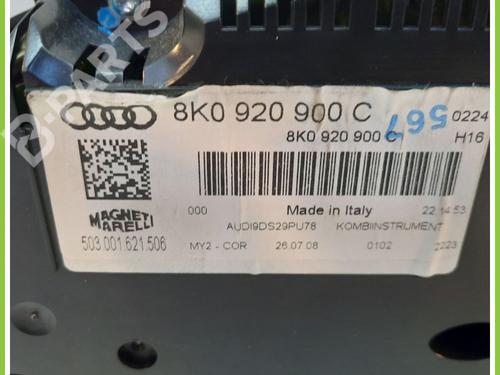 B-PARTS
8K0 920 900 C
567
0224
8K0 920 900 C
H16
000
Made in Italy
22:14:53
MAGNETI
MARELLI
AUDI9DS29PU78
KOMBIINSTRUMENT
503.001.621.506
MY2 - COR
26.07.08
0102
2223